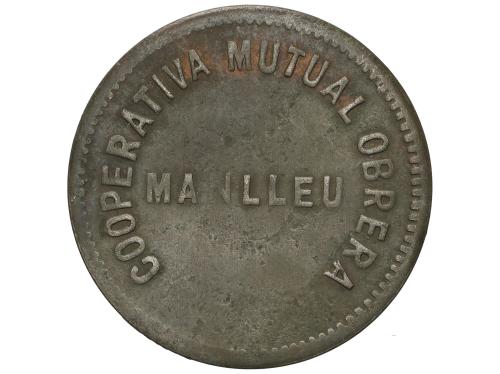 COOPERATIVA MUTUAL OBRERA
MANLLEU